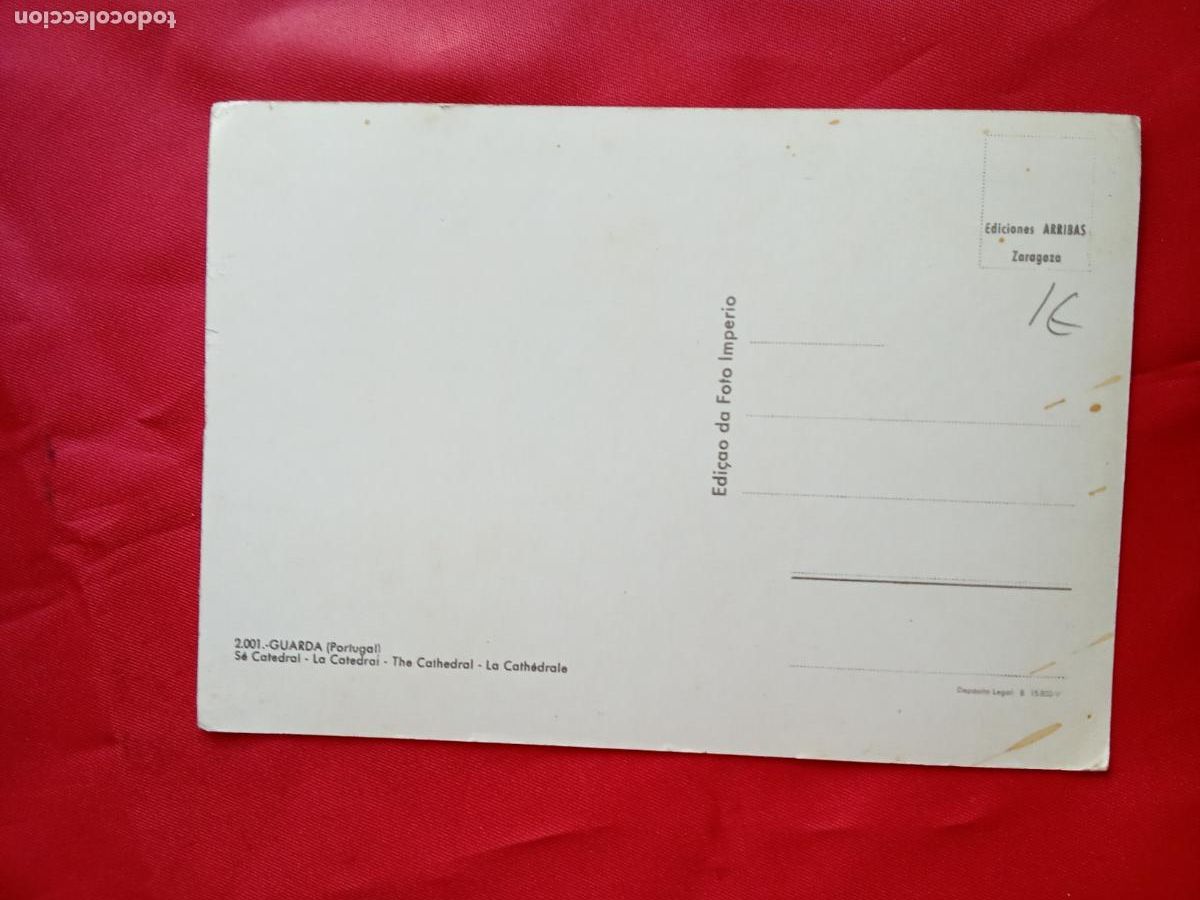 todocoleccion
Ediciones ARRIBAS
Zaragoza
1€
Ediçao da Foto Imperio
2.001.-GUARDA (Portugal)
Sé Catedral - La Catedral - The Cathedral - La Cathédrale
Depósito Legal: B